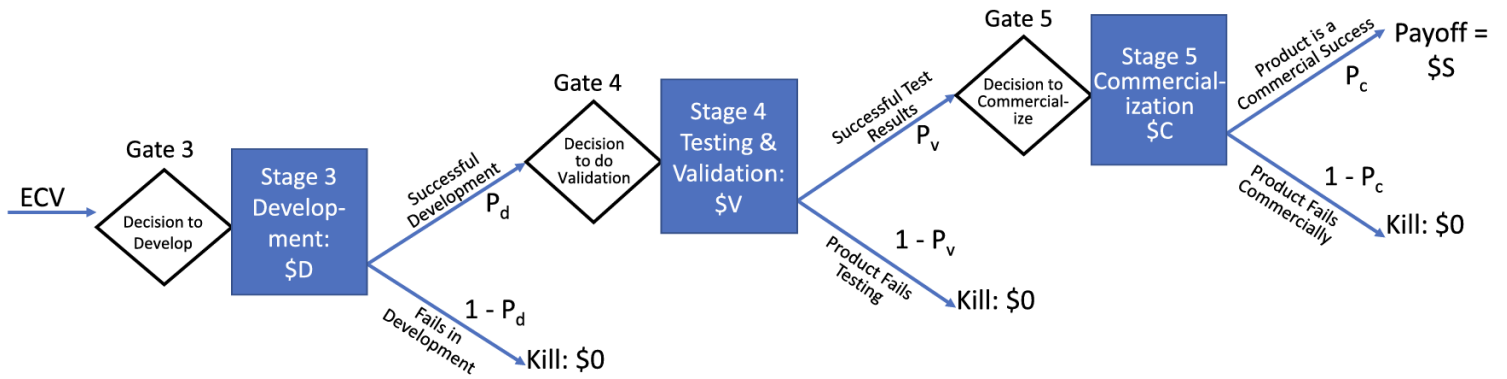 ECV
Gate 3
Decision to
Develop
Stage 3
Develop-
ment:
$D
Successful
Development
Pd
1 - Pd
Fails in
Development
Kill: $0
Gate 4
Decision
to do
Validation
Stage 4
Testing &
Validation:
$V
Successful Test
Results
Pv
1 - Pv
Product Fails
Testing
Kill: $0
Gate 5
Decision to
Commercial-
ize
Stage 5
Commercial-
ization
$C
Product is a
Commercial Success
Pc
Payoff =
$S
1 - Pc
Product Fails
Commercially
Kill: $0